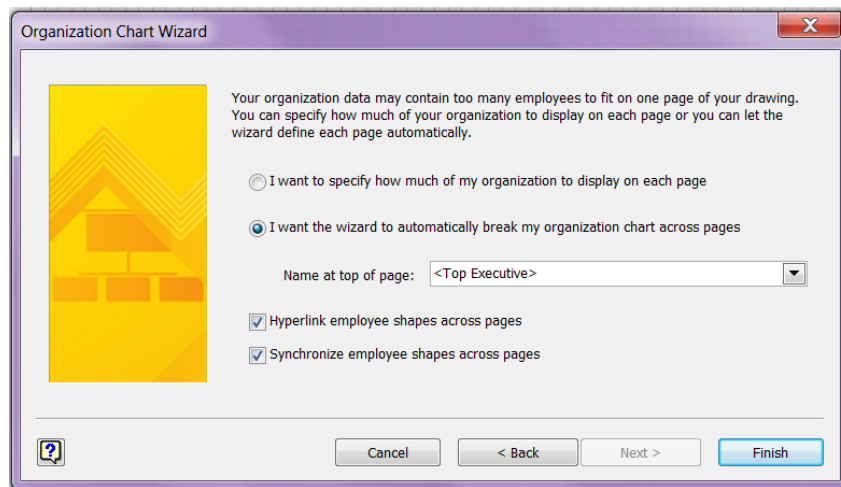 Organization Chart Wizard
Your organization data may contain too many employees to fit on one page of your drawing.
You can specify how much of your organization to display on each page or you can let the
wizard define each page automatically.
I want to specify how much of my organization to display on each page
I want the wizard to automatically break my organization chart across pages
Name at top of page: <Top Executive>
Hyperlink employee shapes across pages
Synchronize employee shapes across pages
Cancel < Back Next > Finish